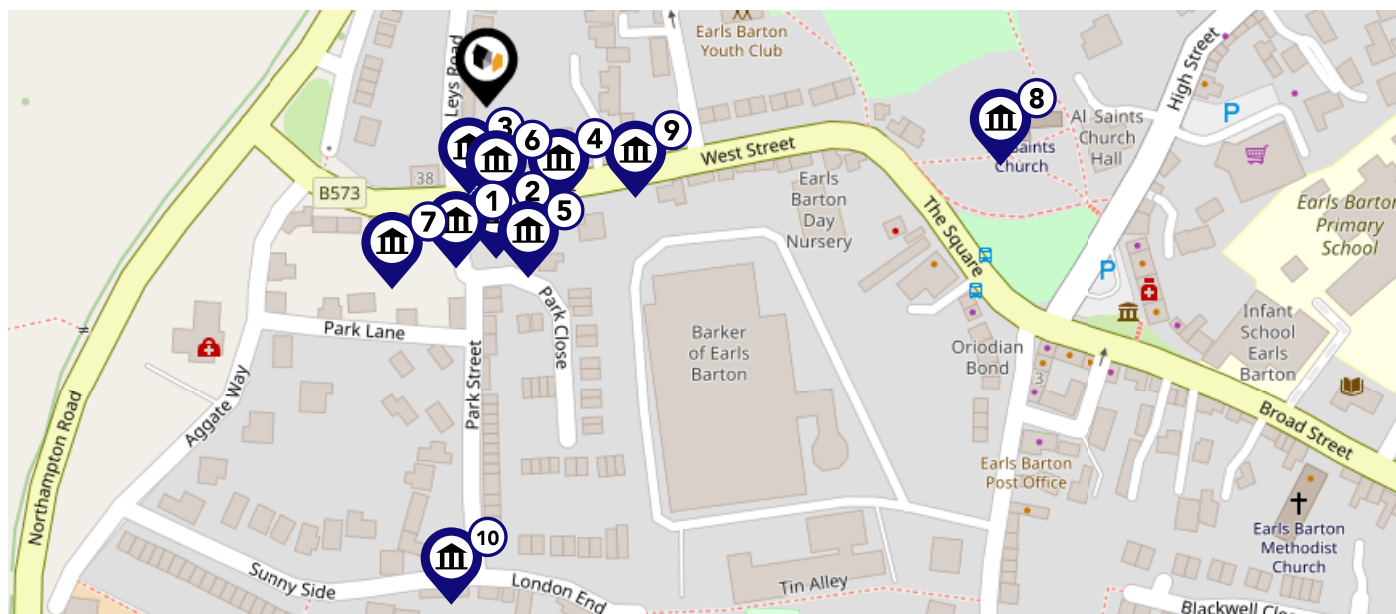 Earls Barton
Youth Club
Leys Road
High Street
8
3
6
4
9
Al-Saints
Church
Hall
Saints
Church
P
West Street
38
B573
Earls
Barton
Day
Nursery
Earls Barton
Primary
School
1
2
5
7
The Square
P
Park Close
Park Lane
Barker
of Earls
Barton
Infant
School
Earls
Barton
Oriodian
Bond
3
Park Street
Aggate Way
Northampton Road
Broad Street
Earls Barton
Post Office
Earls Barton
Methodist
Church
10
Sunny Side
London End
Tin Alley
Blackwell Clo